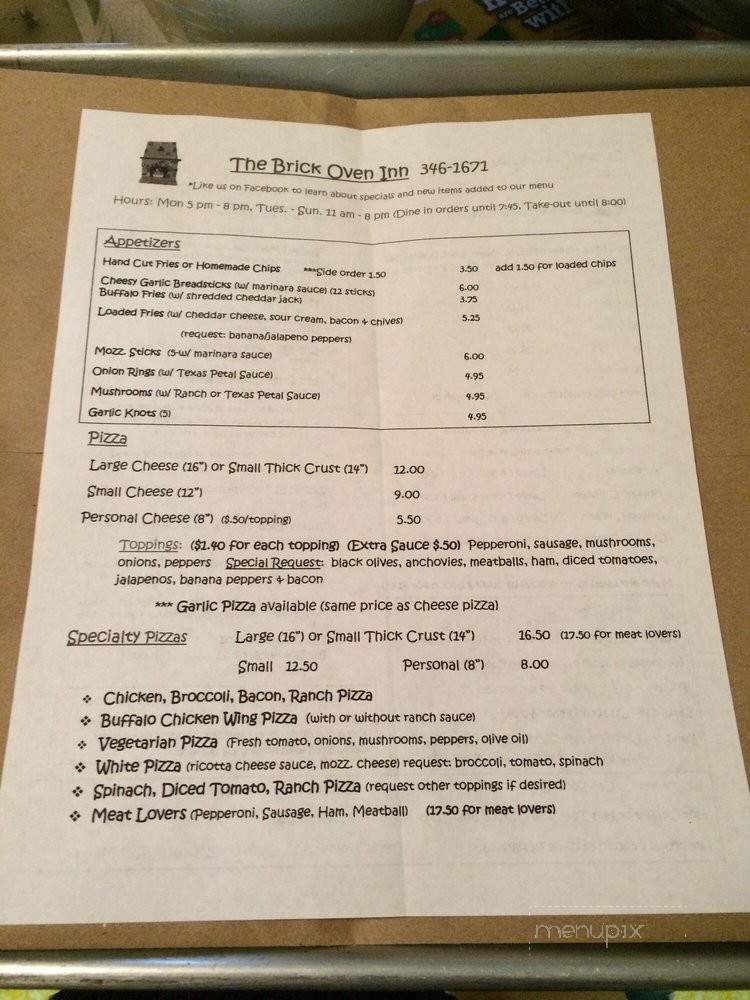 The Brick Oven Inn 346-1671
*Like us on Facebook to learn about specials and new items added to our menu
Hours: Mon 5 pm - 8 pm, Tues. - Sun. 11 am - 8 pm (Dine in orders until 7:45, Take-out until 8:00)
Appetizers
Hand Cut Fries or Homemade Chips ***Side order 1.50 3.50 add 1.50 for loaded chips
Cheesy Garlic Breadsticks (w/ marinara sauce) (12 sticks) 6.00
Buffalo Fries (w/ shredded cheddar jack) 3.75
Loaded Fries (w/ cheddar cheese, sour cream, bacon & chives) 5.25
(request: banana/jalapeno peppers)
Mozz. Sticks (5-w/ marinara sauce) 6.00
Onion Rings (w/ Texas Petal Sauce) 4.95
Mushrooms (w/ Ranch or Texas Petal Sauce) 4.95
Garlic Knots (5) 4.95
Pizza
Large Cheese (16") or Small Thick Crust (14") 12.00
Small Cheese (12") 9.00
Personal Cheese (8") ($.50/topping) 5.50
Toppings: ($1.40 for each topping) (Extra Sauce $.50) Pepperoni, sausage, mushrooms,
onions, peppers Special Request: black olives, anchovies, meatballs, ham, diced tomatoes,
jalapenos, banana peppers & bacon
*** Garlic Pizza available (same price as cheese pizza)
Specialty Pizzas Large (16") or Small Thick Crust (14") 16.50 (17.50 for meat lovers)
Small 12.50 Personal (8") 8.00
❖ Chicken, Broccoli, Bacon, Ranch Pizza
❖ Buffalo Chicken Wing Pizza (with or without ranch sauce)
❖ Vegetarian Pizza (Fresh tomato, onions, mushrooms, peppers, olive oil)
❖ White Pizza (ricotta cheese sauce, mozz. cheese) request: broccoli, tomato, spinach
❖ Spinach, Diced Tomato, Ranch Pizza (request other toppings if desired)
❖ Meat Lovers (Pepperoni, Sausage, Ham, Meatball) (17.50 for meat lovers)
menupix